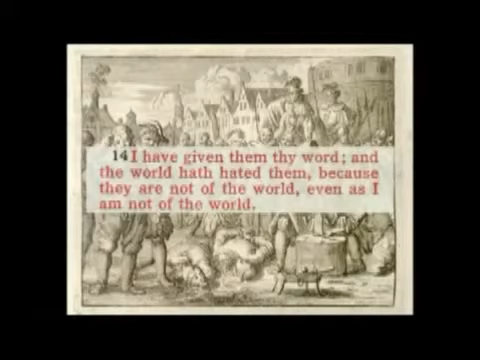 14 I have given them thy word; and
the world hath hated them, because
they are not of the world, even as I
am not of the world.